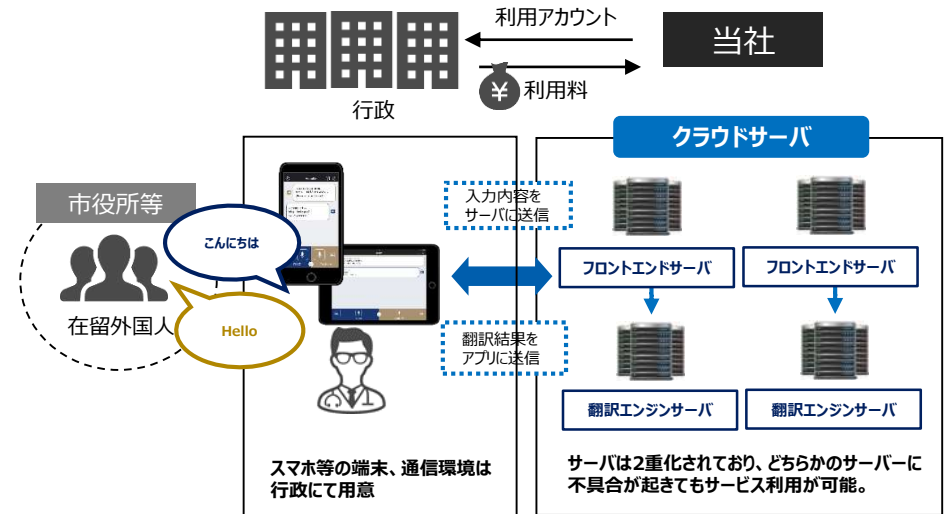 利用アカウント
当社
¥
利用料
行政
クラウドサーバ
市役所等
こんにちは
在留外国人
Hello
入力内容を
サーバに送信
翻訳結果を
アプリに送信
フロントエンドサーバ
フロントエンドサーバ
翻訳エンジンサーバ
翻訳エンジンサーバ
スマホ等の端末、通信環境は
行政にて用意
サーバは2重化されており、どちらかのサーバーに
不具合が起きてもサービス利用が可能。